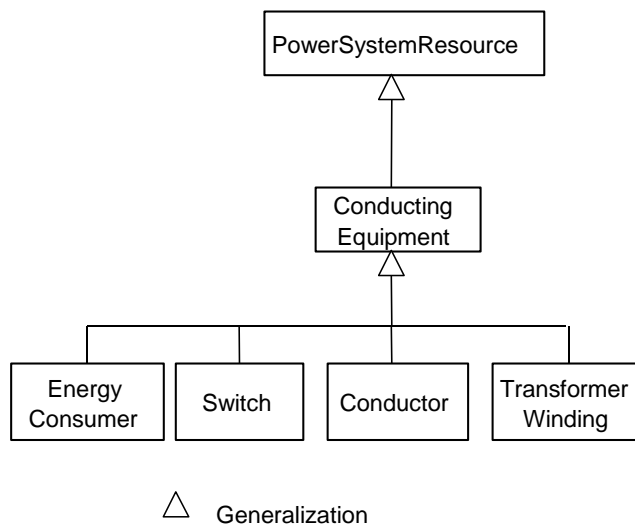 PowerSystemResource
Conducting
Equipment
Energy
Consumer
Switch
Conductor
Transformer
Winding
Generalization